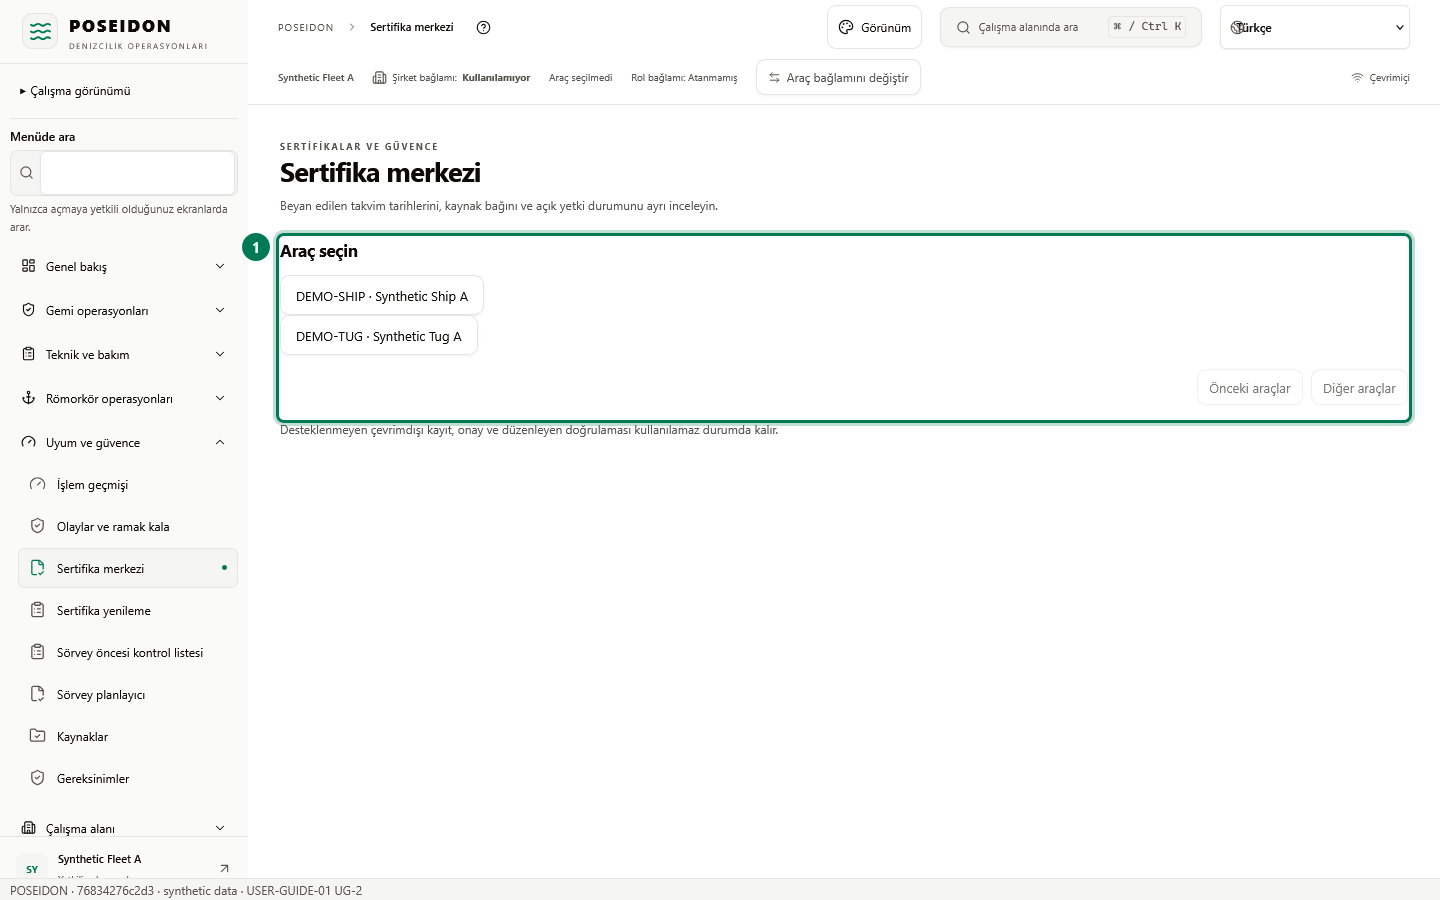 POSEIDON
DENİZCİLİK OPERASYONLARI
Çalışma görünümü
Menüde ara
Yalnızca açmaya yetkili olduğunuz ekranlarda
arar.
Genel bakış
Gemi operasyonları
Teknik ve bakım
Römorkör operasyonları
Uyum ve güvence
İşlem geçmişi
Olaylar ve ramak kala
Sertifika merkezi
Sertifika yenileme
Sörvey öncesi kontrol listesi
Sörvey planlayıcı
Kaynaklar
Gereksinimler
Çalışma alanı
SY
Synthetic Fleet A
POSEIDON
Sertifika merkezi
Görünüm
Çalışma alanında ara
⌘ / Ctrl K
Türkçe
Synthetic Fleet A
Şirket bağlamı: Kullanılamıyor
Araç seçilmedi
Rol bağlamı: Atanmamış
Araç bağlamını değiştir
Çevrimiçi
SERTİFİKALAR VE GÜVENCE
Sertifika merkezi
Beyan edilen takvim tarihlerini, kaynak bağını ve açık yetki durumunu ayrı inceleyin.
1
Araç seçin
DEMO-SHIP · Synthetic Ship A
DEMO-TUG · Synthetic Tug A
Önceki araçlar
Diğer araçlar
Desteklenmeyen çevrimdışı kayıt, onay ve düzenleyen doğrulaması kullanılamaz durumda kalır.
POSEIDON · 76834276c2d3 · synthetic data · USER-GUIDE-01 UG-2